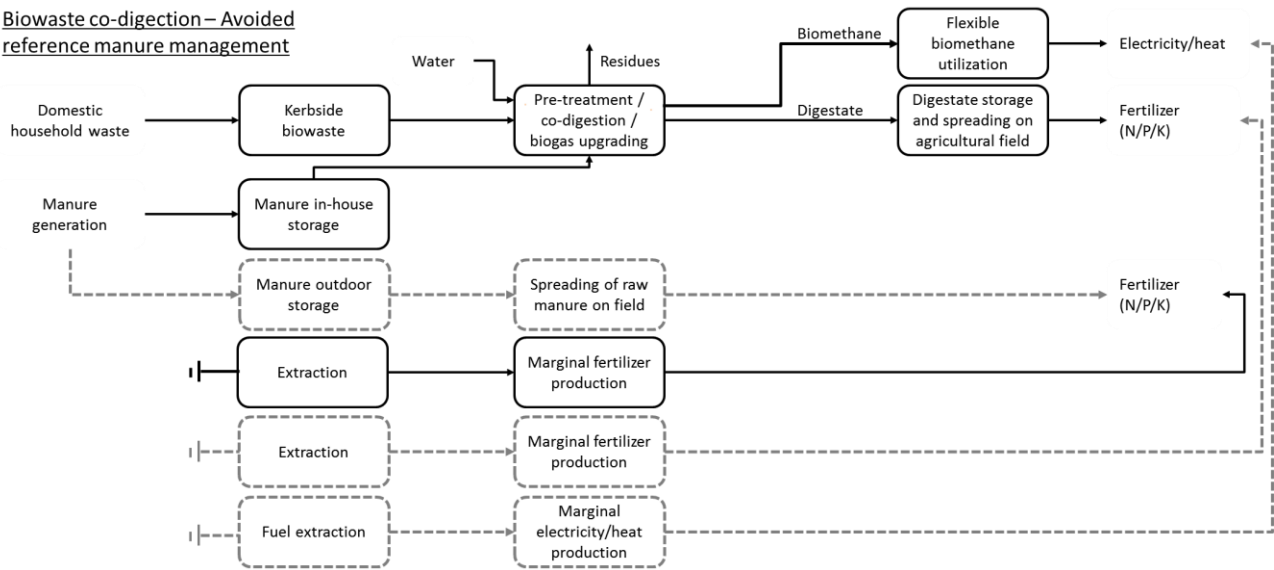 Biowaste co-digection – Avoided
reference manure management
Water
Residues
Biomethane
Flexible
biomethane
utilization
Electricity/heat
Domestic
household waste
Kerbside
biowaste
Pre-treatment /
co-digestion /
biogas upgrading
Digestate
Digestate storage
and spreading on
agricultural field
Fertilizer
(N/P/K)
Manure
generation
Manure in-house
storage
Manure outdoor
storage
Spreading of raw
manure on field
Fertilizer
(N/P/K)
Extraction
Marginal fertilizer
production
Extraction
Marginal fertilizer
production
Fuel extraction
Marginal
electricity/heat
production